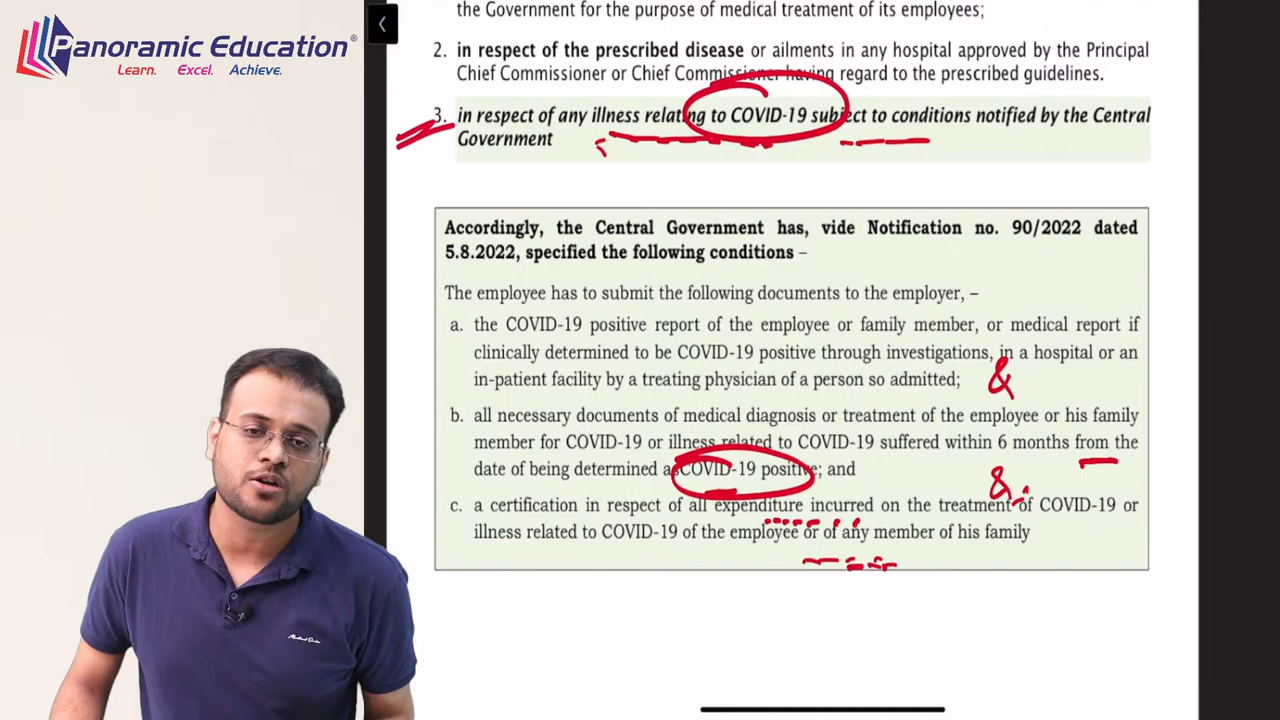 Panoramic Education®
Learn. Excel. Achieve.
the Government for the purpose of medical treatment of its employees;
2. in respect of the prescribed disease or ailments in any hospital approved by the Principal
Chief Commissioner or Chief Commissioner having regard to the prescribed guidelines.
3. in respect of any illness relating to COVID-19 subject to conditions notified by the Central
Government
Accordingly, the Central Government has, vide Notification no. 90/2022 dated
5.8.2022, specified the following conditions –
The employee has to submit the following documents to the employer, –
a. the COVID-19 positive report of the employee or family member, or medical report if
clinically determined to be COVID-19 positive through investigations, in a hospital or an
in-patient facility by a treating physician of a person so admitted;
&
b. all necessary documents of medical diagnosis or treatment of the employee or his family
member for COVID-19 or illness related to COVID-19 suffered within 6 months from the
date of being determined as COVID-19 positive; and
&
c. a certification in respect of all expenditure incurred on the treatment of COVID-19 or
illness related to COVID-19 of the employee or of any member of his family